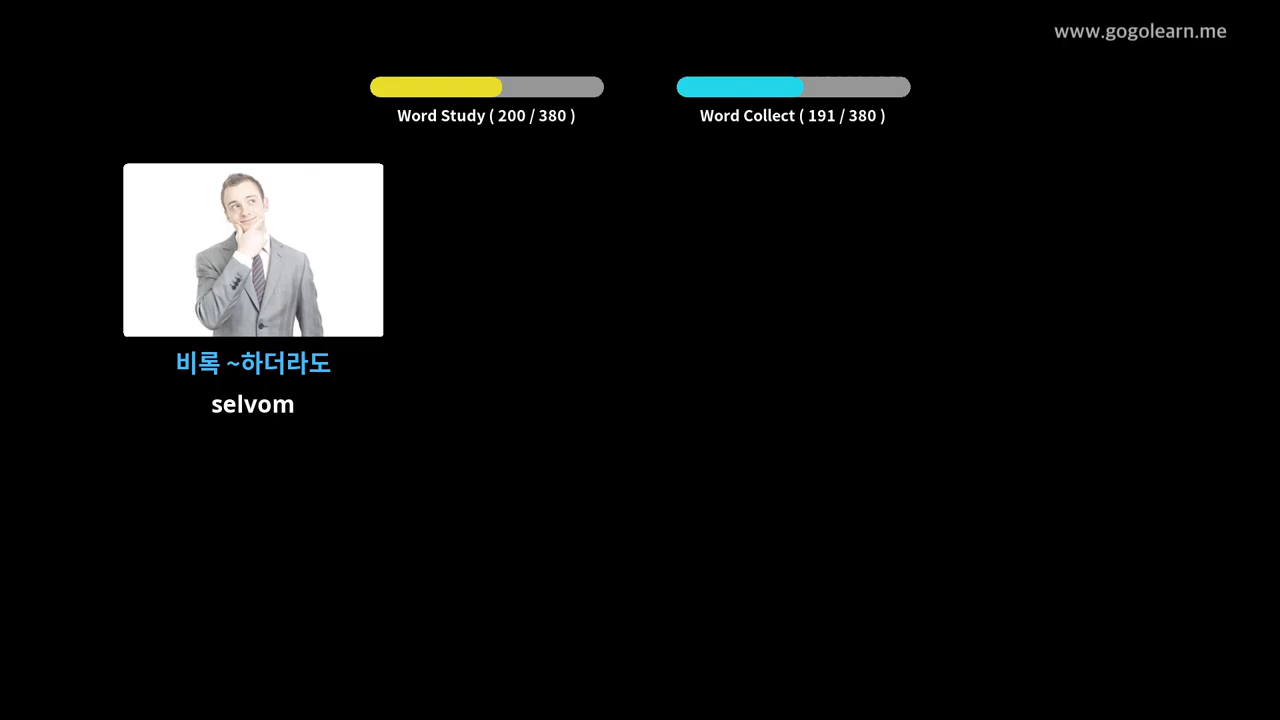 www.gogolearn.me
Word Study ( 200 / 380 )
Word Collect ( 191 / 380 )
비록 ~하더라도
selvom